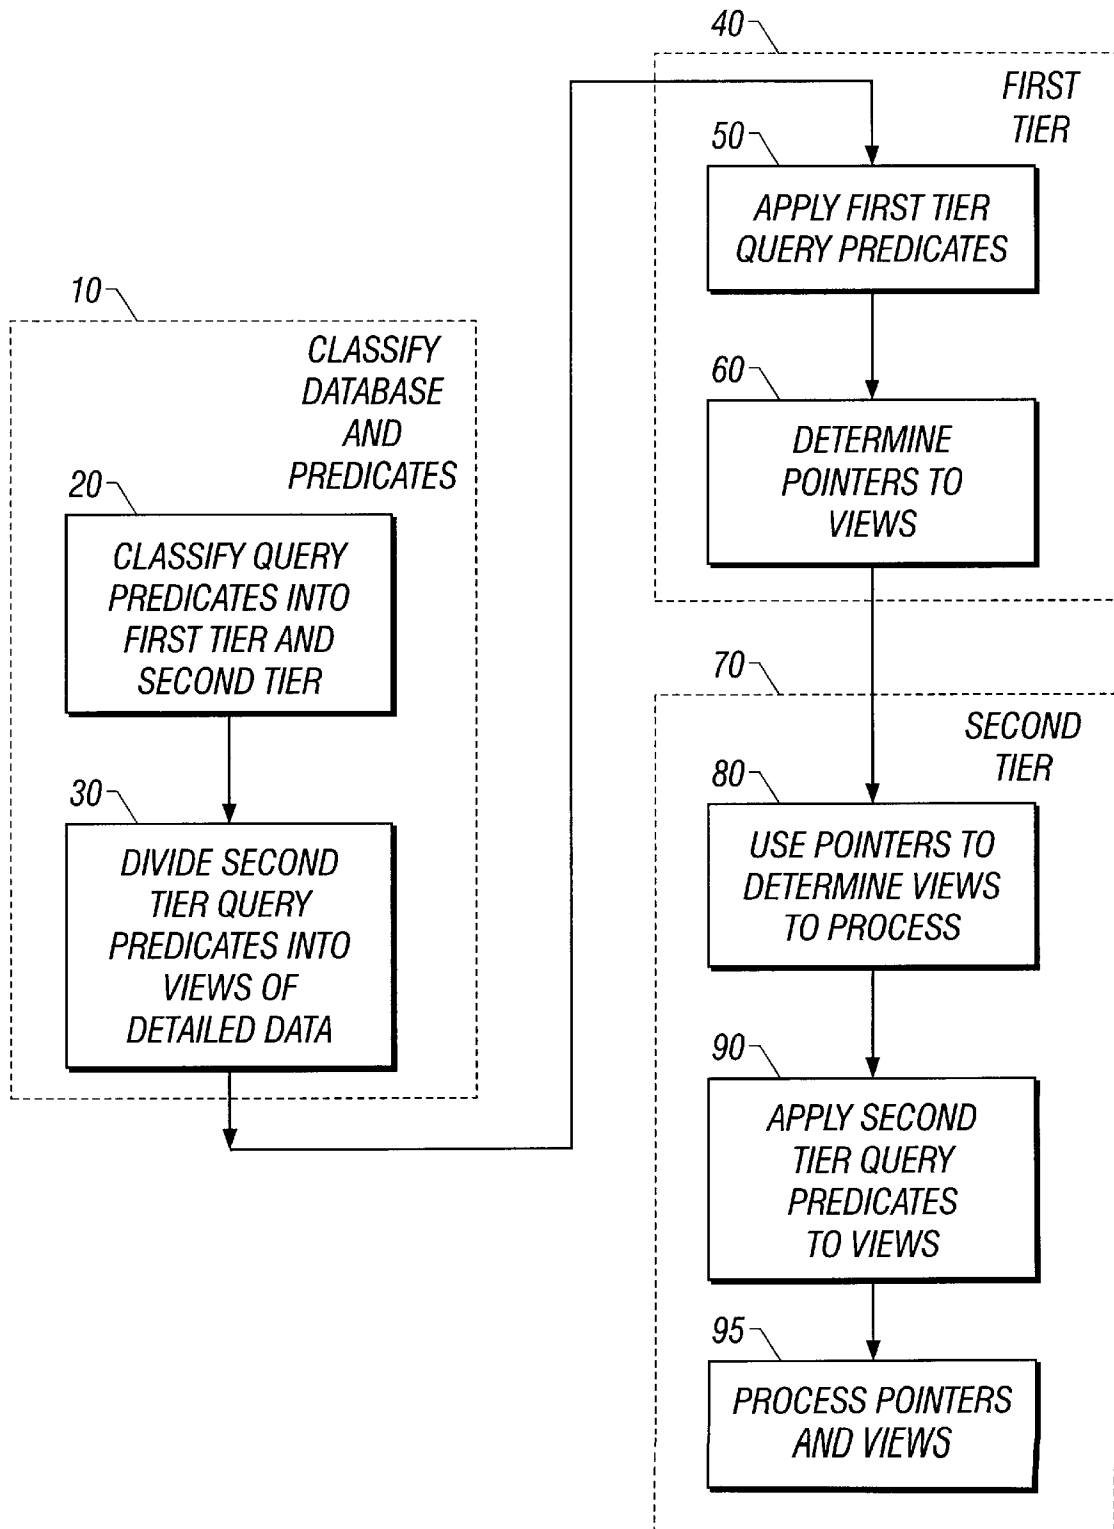 10
CLASSIFY
DATABASE
AND
PREDICATES
20
CLASSIFY QUERY
PREDICATES INTO
FIRST TIER AND
SECOND TIER
30
DIVIDE SECOND
TIER QUERY
PREDICATES INTO
VIEWS OF
DETAILED DATA
40
FIRST
TIER
50
APPLY FIRST TIER
QUERY PREDICATES
60
DETERMINE
POINTERS TO
VIEWS
70
SECOND
TIER
80
USE POINTERS TO
DETERMINE VIEWS
TO PROCESS
90
APPLY SECOND
TIER QUERY
PREDICATES
TO VIEWS
95
PROCESS POINTERS
AND VIEWS